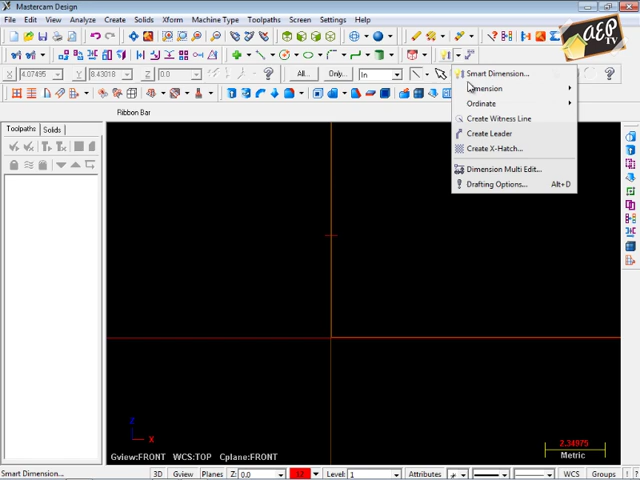 Mastercam Design
File Edit View Analyze Create Solids Xform Machine Type Toolpaths Screen Settings Help
AEP
TV
X 4.07495 Y 8.43018 Z 0.0 All... Only... In
Ribbon Bar
Toolpaths Solids
Smart Dimension...
Dimension
Ordinate
Create Witness Line
Create Leader
Create X-Hatch...
Dimension Multi Edit...
Drafting Options... Alt+D
Z
X
2.34975
Metric
Gview:FRONT WCS:TOP Cplane:FRONT
Smart Dimension... 3D Gview Planes Z: 0.0 12 Level: 1 Attributes WCS Groups